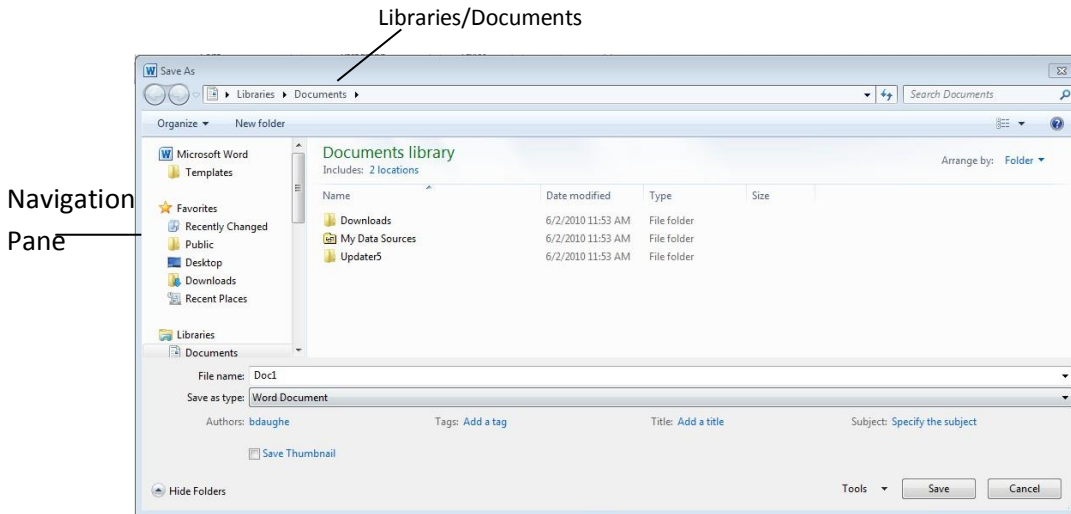 Libraries/Documents
Save As
Libraries Documents
Search Documents
Organize New folder
Microsoft Word
Templates
Favorites
Recently Changed
Public
Desktop
Downloads
Recent Places
Libraries
Documents
Navigation
Pane
Documents library
Includes: 2 locations
Arrange by: Folder
Name Date modified Type Size
Downloads 6/2/2010 11:53 AM File folder
My Data Sources 6/2/2010 11:53 AM File folder
Updater5 6/2/2010 11:53 AM File folder
File name: Doc1
Save as type: Word Document
Authors: bdaughe Tags: Add a tag Title: Add a title Subject: Specify the subject
Save Thumbnail
Hide Folders Tools Save Cancel